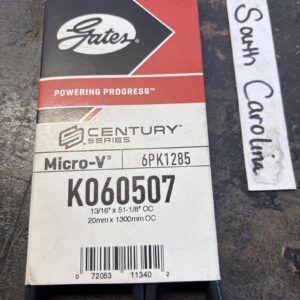 Gates
POWERING PROGRESS™
CENTURY™
SERIES
Micro-V® 6PK1285
K060507
13/16" x 51-1/8" OC
20mm x 1300mm OC
0 72053 11340 2
South Carolina